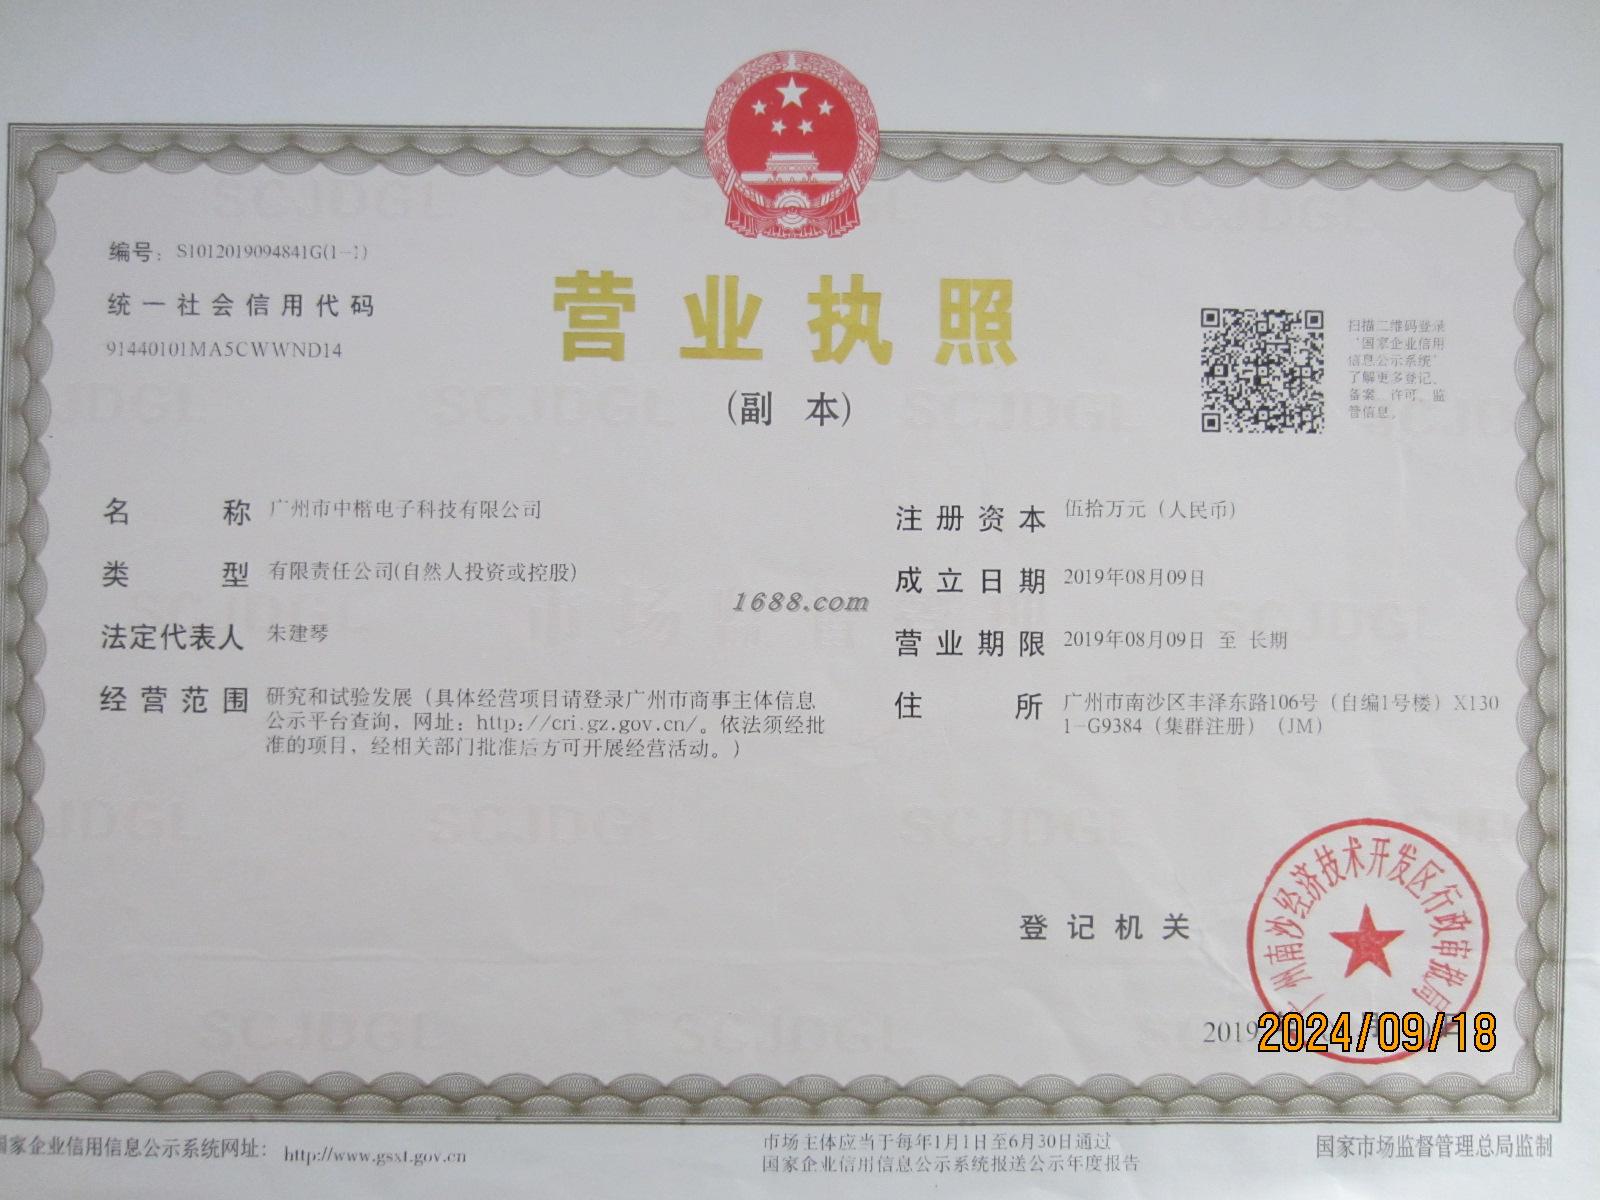 编号：S1012019094841G(1-1)
统一社会信用代码
91440101MA5CWWND14
营业执照
（副 本）
扫描二维码登录
‘国家企业信用
信息公示系统’
了解更多登记、
备案、许可、监
管信息。
名 称 广州市中楷电子科技有限公司
类 型 有限责任公司(自然人投资或控股)
法定代表人 朱建琴
经营范围 研究和试验发展（具体经营项目请登录广州市商事主体信息
公示平台查询，网址：http://cri.gz.gov.cn/。依法须经批
准的项目，经相关部门批准后方可开展经营活动。）
1688.com
注册资本 伍拾万元（人民币）
成立日期 2019年08月09日
营业期限 2019年08月09日 至 长期
住 所 广州市南沙区丰泽东路106号（自编1号楼）X130
1-G9384（集群注册）（JM）
登记机关
广州南沙经济技术开发区行政审批局
2019
2024/09/18
国家企业信用信息公示系统网址：http://www.gsxt.gov.cn
市场主体应当于每年1月1日至6月30日通过
国家企业信用信息公示系统报送公示年度报告
国家市场监督管理总局监制